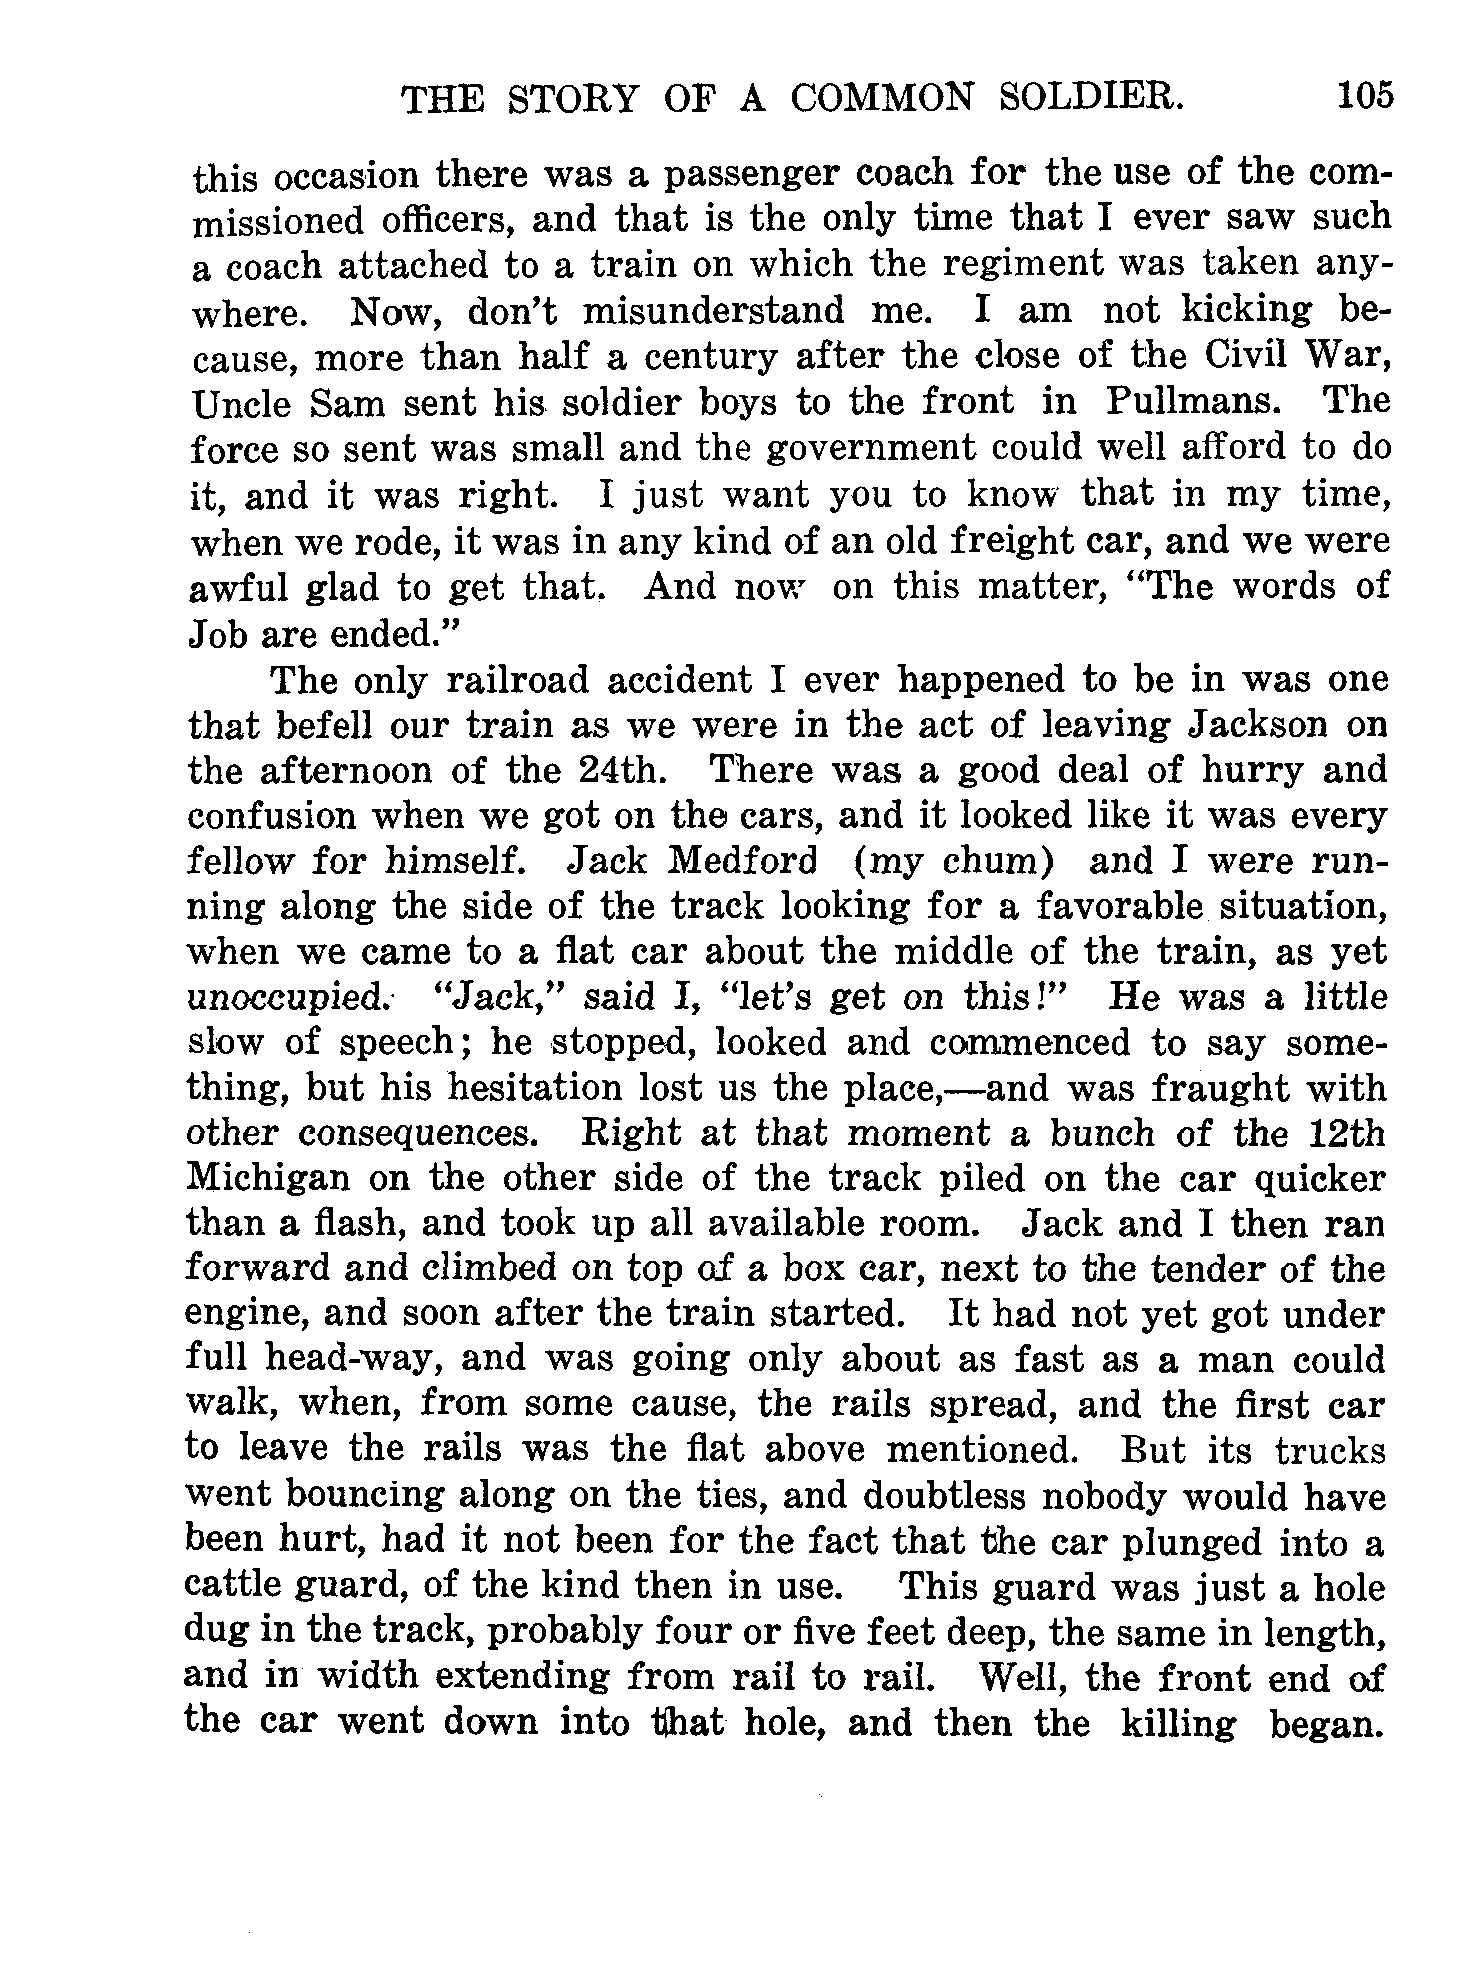 THE STORY OF A COMMON SOLDIER. 105
this occasion there was a passenger coach for the use of the com-
missioned officers, and that is the only time that I ever saw such
a coach attached to a train on which the regiment was taken any-
where. Now, don't misunderstand me. I am not kicking be-
cause, more than half a century after the close of the Civil War,
Uncle Sam sent his soldier boys to the front in Pullmans. The
force so sent was small and the government could well afford to do
it, and it was right. I just want you to know that in my time,
when we rode, it was in any kind of an old freight car, and we were
awful glad to get that. And now on this matter, "The words of
Job are ended."
The only railroad accident I ever happened to be in was one
that befell our train as we were in the act of leaving Jackson on
the afternoon of the 24th. There was a good deal of hurry and
confusion when we got on the cars, and it looked like it was every
fellow for himself. Jack Medford (my chum) and I were run-
ning along the side of the track looking for a favorable situation,
when we came to a flat car about the middle of the train, as yet
unoccupied. "Jack," said I, "let's get on this!" He was a little
slow of speech; he stopped, looked and commenced to say some-
thing, but his hesitation lost us the place,—and was fraught with
other consequences. Right at that moment a bunch of the 12th
Michigan on the other side of the track piled on the car quicker
than a flash, and took up all available room. Jack and I then ran
forward and climbed on top of a box car, next to the tender of the
engine, and soon after the train started. It had not yet got under
full head-way, and was going only about as fast as a man could
walk, when, from some cause, the rails spread, and the first car
to leave the rails was the flat above mentioned. But its trucks
went bouncing along on the ties, and doubtless nobody would have
been hurt, had it not been for the fact that the car plunged into a
cattle guard, of the kind then in use. This guard was just a hole
dug in the track, probably four or five feet deep, the same in length,
and in width extending from rail to rail. Well, the front end of
the car went down into that hole, and then the killing began.